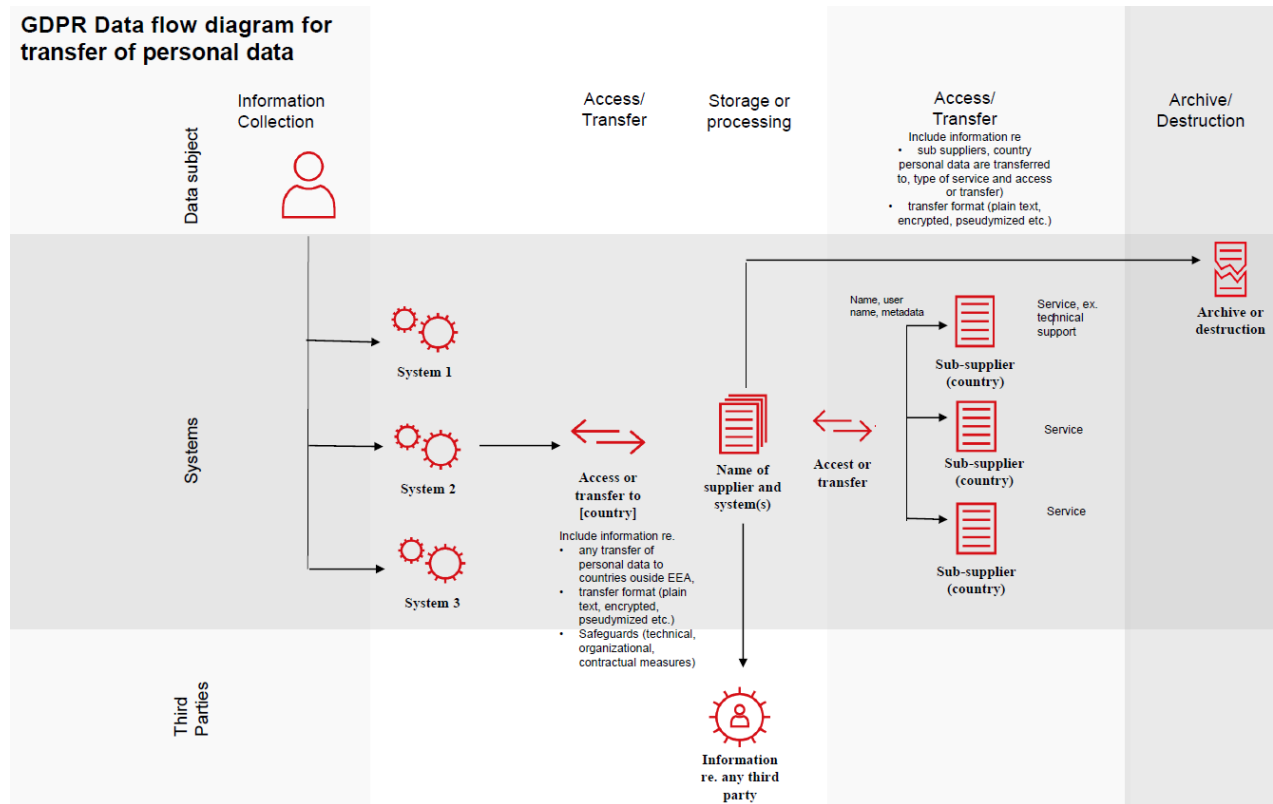 GDPR Data flow diagram for
transfer of personal data
Information
Collection
Access/
Transfer
Storage or
processing
Access/
Transfer
Include information re
• sub suppliers, country
personal data are transferred
to, type of service and access
or transfer)
• transfer format (plain text,
encrypted, pseudymized etc.)
Archive/
Destruction
Data subject
Systems
Third
Parties
System 1
System 2
System 3
Access or
transfer to
[country]
Include information re.
• any transfer of
personal data to
countries ouside EEA,
• transfer format (plain
text, encrypted,
pseudymized etc.)
• Safeguards (technical,
organizational,
contractual measures)
Name of
supplier and
system(s)
Accest or
transfer
Name, user
name, metadata
Service, ex.
technical
support
Sub-supplier
(country)
Service
Sub-supplier
(country)
Service
Sub-supplier
(country)
Archive or
destruction
Information
re. any third
party